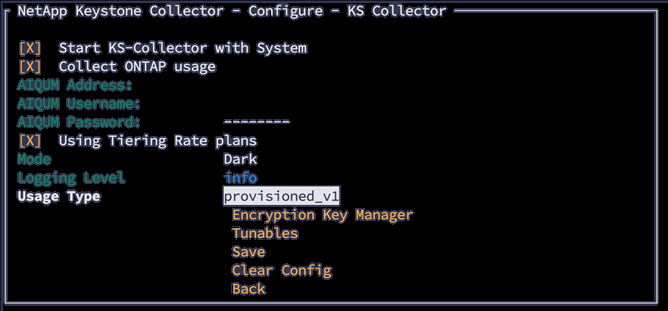 NetApp Keystone Collector – Configure – KS Collector
[X] Start KS-Collector with System
[X] Collect ONTAP usage
AIQUM Address:
AIQUM Username:
AIQUM Password: --------
[X] Using Tiering Rate plans
Mode Dark
Logging Level info
Usage Type provisioned_v1
Encryption Key Manager
Tunables
Save
Clear Config
Back